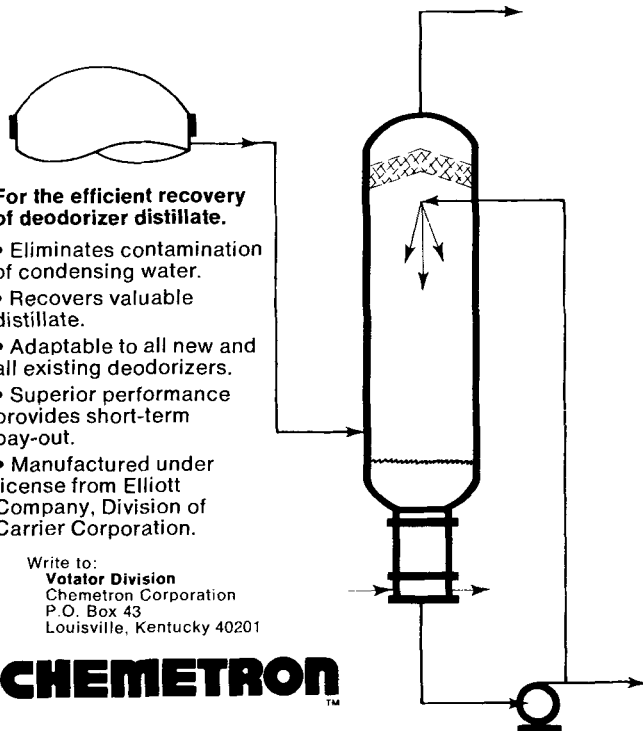 For the efficient recovery
of deodorizer distillate.
• Eliminates contamination
of condensing water.
• Recovers valuable
distillate.
• Adaptable to all new and
all existing deodorizers.
• Superior performance
provides short-term
pay-out.
• Manufactured under
license from Elliott
Company, Division of
Carrier Corporation.
Write to:
Votator Division
Chemetron Corporation
P.O. Box 43
Louisville, Kentucky 40201
CHEMETRON
TM